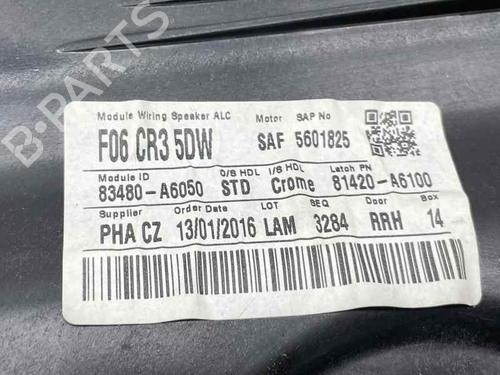 B-PARTS
Module Wiring Speaker ALC Motor SAP No
F06 CR3 5DW SAF 5601825
Module ID O/S HDL I/S HDL Latch PN
83480-A6050 STD Crome 81420-A6100
Supplier Order Date LOT SEQ Door Box
PHA CZ 13/01/2016 LAM 3284 RRH 14